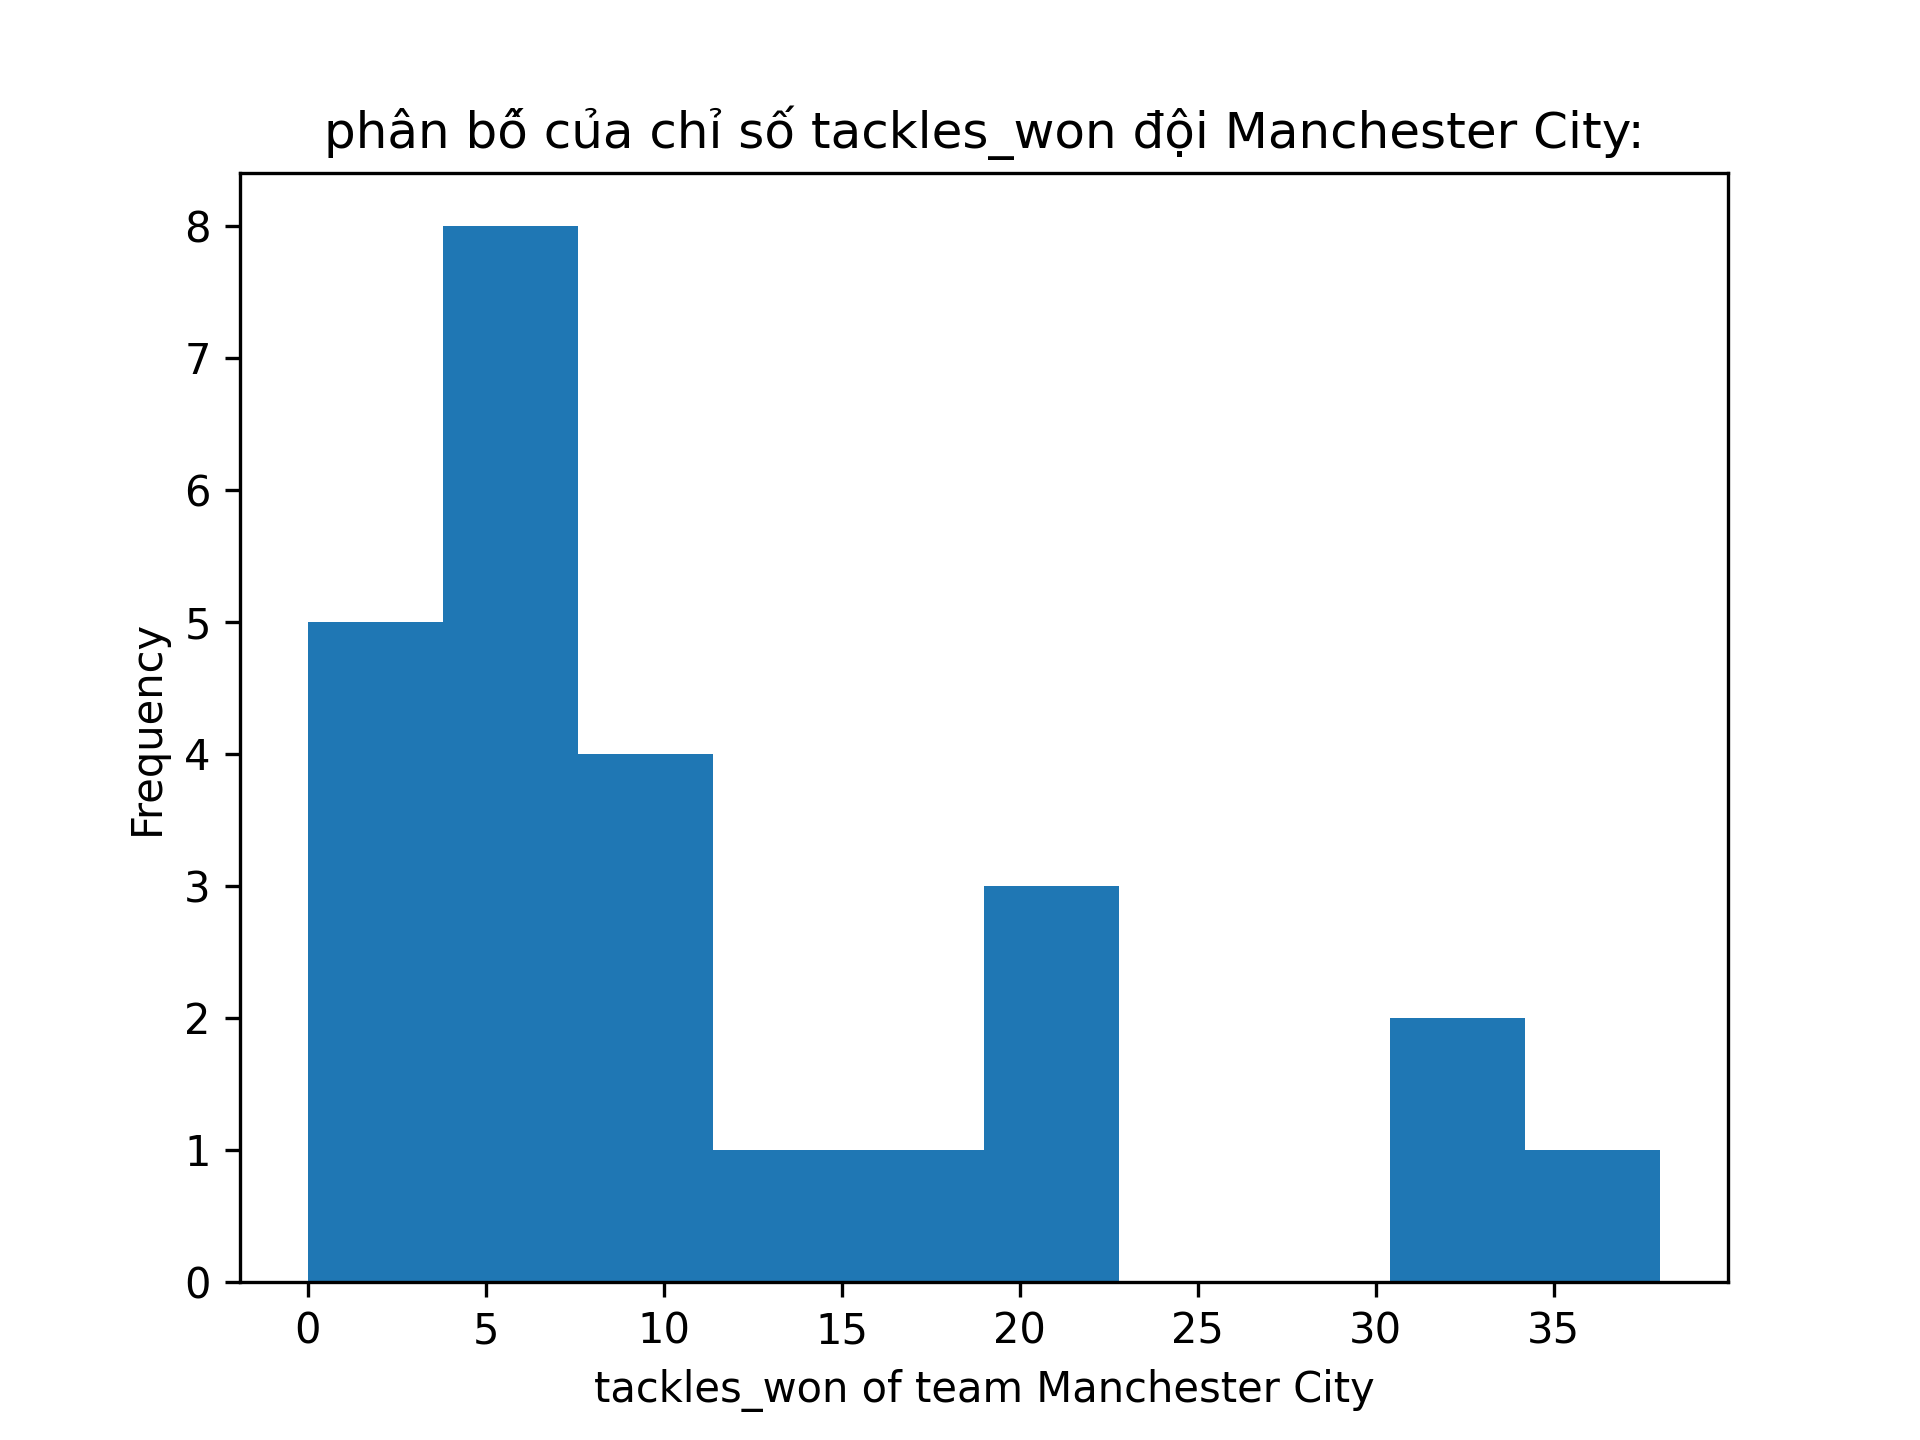 phân bố của chỉ số tackles_won đội Manchester City:
8
7
6
5
4
3
2
1
0
Frequency
0 5 10 15 20 25 30 35
tackles_won of team Manchester City